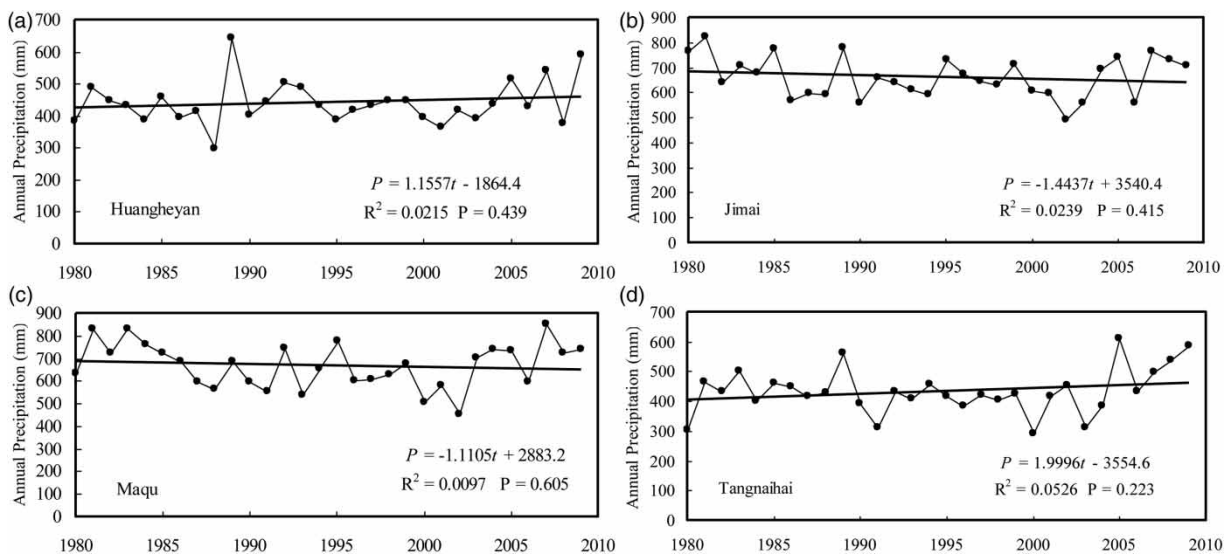 (a)
700
600
500
400
300
200
100
0
Annual Precipitation (mm)
P = 1.1557t - 1864.4
R² = 0.0215 P = 0.439
Huangheyan
1980 1985 1990 1995 2000 2005 2010
(b)
900
800
700
600
500
400
300
200
100
0
Annual Precipitation (mm)
P = -1.4437t + 3540.4
R² = 0.0239 P = 0.415
Jimai
1980 1985 1990 1995 2000 2005 2010
(c)
900
800
700
600
500
400
300
200
100
0
Annual Precipitation (mm)
P = -1.1105t + 2883.2
R² = 0.0097 P = 0.605
Maqu
1980 1985 1990 1995 2000 2005 2010
(d)
700
600
500
400
300
200
100
0
Annual Precipitation (mm)
P = 1.9996t - 3554.6
R² = 0.0526 P = 0.223
Tangnaihai
1980 1985 1990 1995 2000 2005 2010